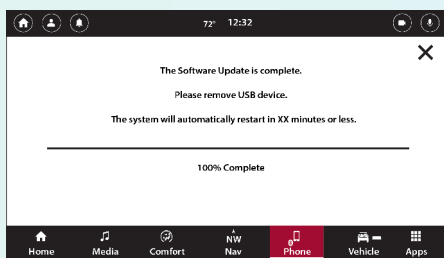 72° 12:32
The Software Update is complete.
Please remove USB device.
The system will automatically restart in XX minutes or less.
100% Complete
NW
Home Media Comfort Nav Phone Vehicle Apps